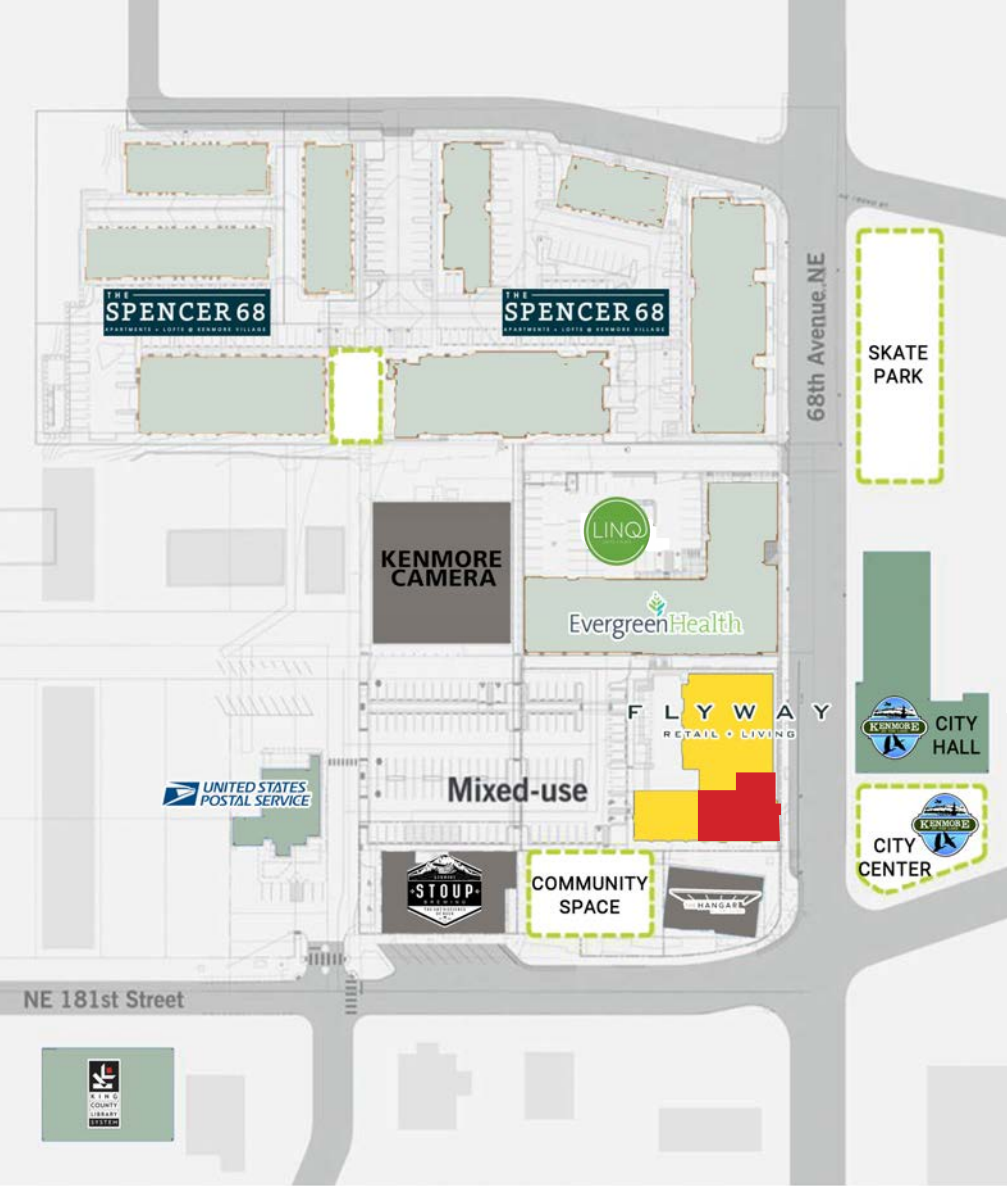 THE
SPENCER 68
APARTMENTS + LOFTS @ KENMORE VILLAGE
THE
SPENCER 68
APARTMENTS + LOFTS @ KENMORE VILLAGE
68th Avenue NE
SKATE
PARK
KENMORE
CAMERA
LINQ
EvergreenHealth
FLYWAY
RETAIL + LIVING
KENMORE
CITY
HALL
UNITED STATES
POSTAL SERVICE
Mixed-use
KENMORE
CITY
CENTER
STOUP
BREWING
COMMUNITY
SPACE
HANGAR
NE 181st Street
KING
COUNTY
LIBRARY
SYSTEM